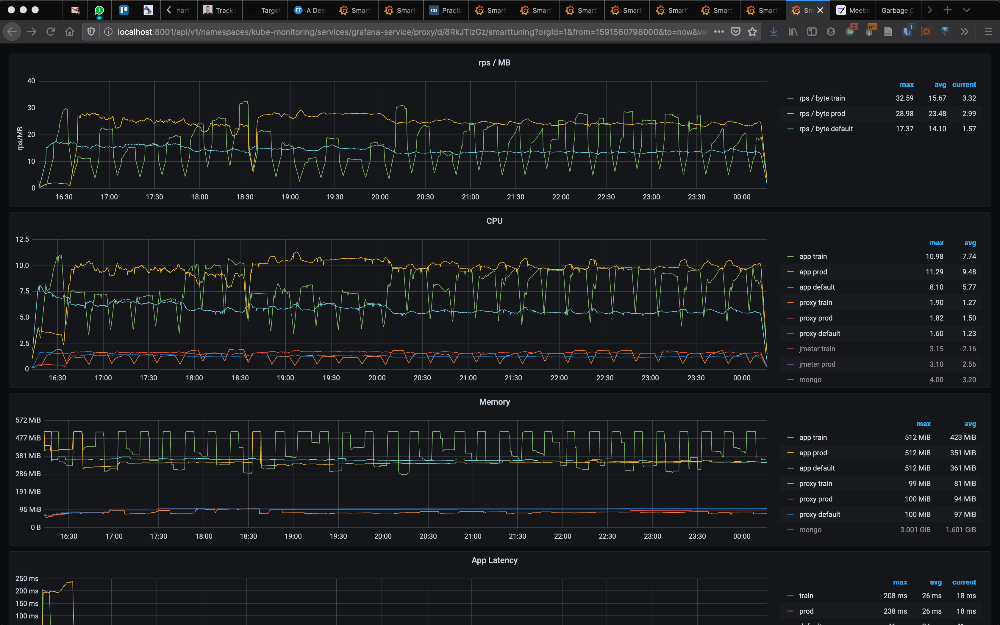 1 nart Tracki Target A Deep Smart Smart tds Practic Smart Smart Smart Smart Smart Smart Smart Sm Meetin Garbage C
localhost:8001/api/v1/namespaces/kube-monitoring/services/grafana-service/proxy/d/8RkJTIzGz/smarttuning?orgId=1&from=1591560798000&to=now&var 2 off 1
rps / MB
rps/MB
40
30
20
10
0
16:30 17:00 17:30 18:00 18:30 19:00 19:30 20:00 20:30 21:00 21:30 22:00 22:30 23:00 23:30 00:00
max avg current
rps / byte train 32.59 15.67 3.32
rps / byte prod 28.98 23.48 2.99
rps / byte default 17.37 14.10 1.57
CPU
12.5
10.0
7.5
5.0
2.5
0
16:30 17:00 17:30 18:00 18:30 19:00 19:30 20:00 20:30 21:00 21:30 22:00 22:30 23:00 23:30 00:00
max avg
app train 10.98 7.74
app prod 11.29 9.48
app default 8.10 5.77
proxy train 1.90 1.27
proxy prod 1.82 1.50
proxy default 1.60 1.23
jmeter train 3.15 2.16
jmeter prod 3.10 2.56
mongo 4.00 3.20
Memory
572 MiB
477 MiB
381 MiB
286 MiB
191 MiB
95 MiB
0 B
16:30 17:00 17:30 18:00 18:30 19:00 19:30 20:00 20:30 21:00 21:30 22:00 22:30 23:00 23:30 00:00
max avg
app train 512 MiB 423 MiB
app prod 512 MiB 351 MiB
app default 512 MiB 361 MiB
proxy train 99 MiB 81 MiB
proxy prod 100 MiB 94 MiB
proxy default 100 MiB 97 MiB
mongo 3.001 GiB 1.601 GiB
App Latency
250 ms
200 ms
150 ms
100 ms
max avg current
train 208 ms 26 ms 18 ms
prod 238 ms 26 ms 18 ms